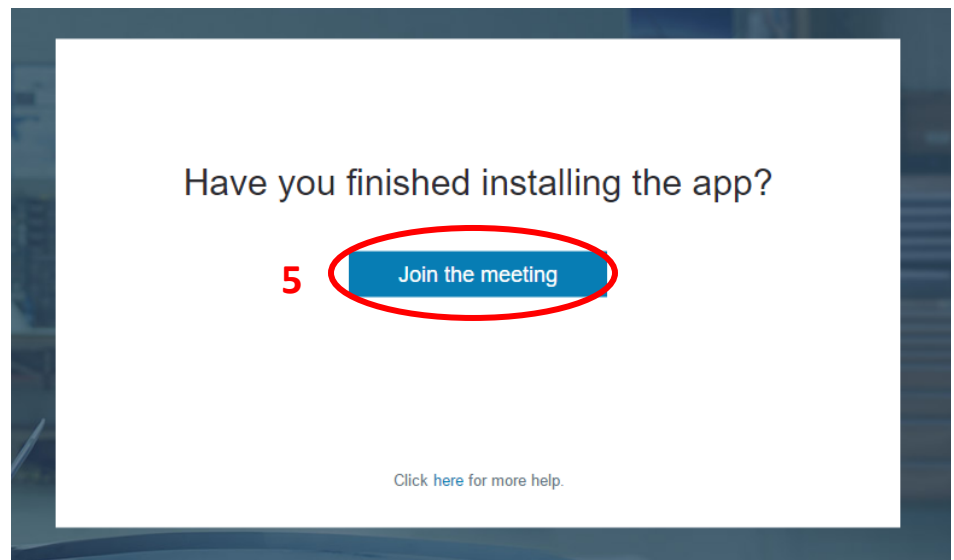 Have you finished installing the app?
5 Join the meeting
Click here for more help.